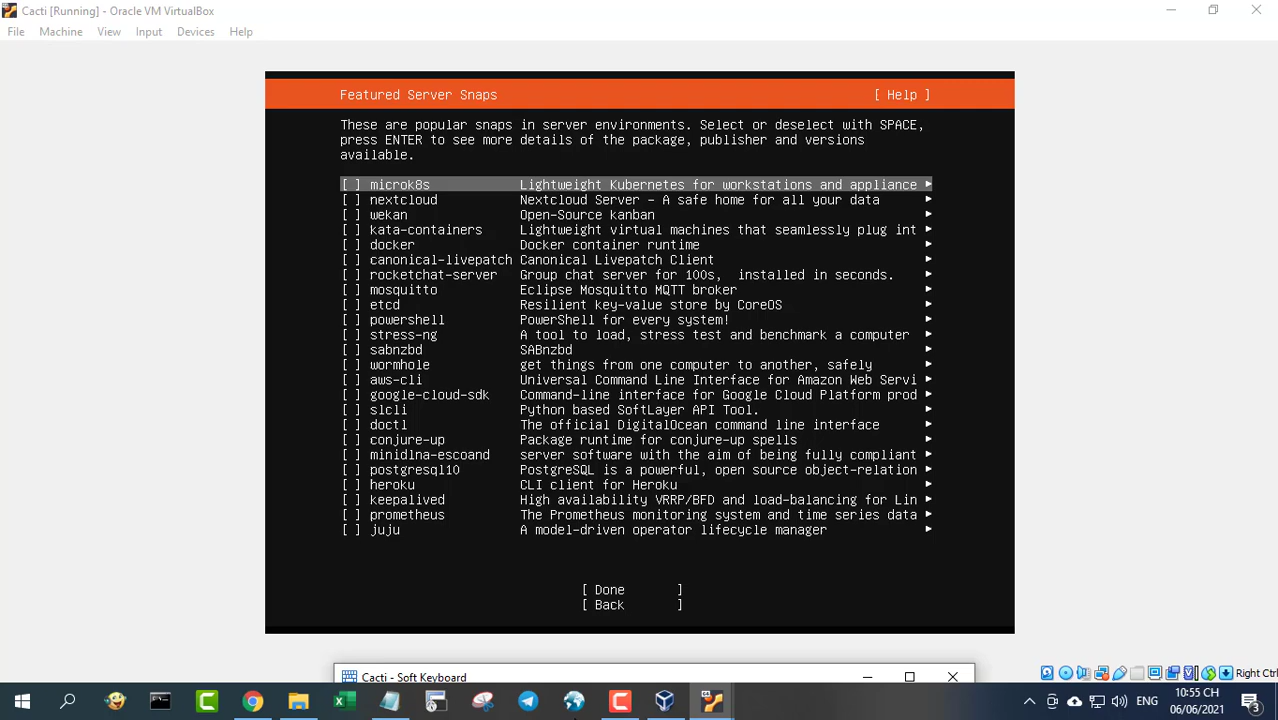 Cacti [Running] - Oracle VM VirtualBox
File Machine View Input Devices Help
Featured Server Snaps [ Help ]
These are popular snaps in server environments. Select or deselect with SPACE,
press ENTER to see more details of the package, publisher and versions
available.
[ ] microk8s Lightweight Kubernetes for workstations and appliance ►
[ ] nextcloud Nextcloud Server - A safe home for all your data ►
[ ] wekan Open-Source kanban ►
[ ] kata-containers Lightweight virtual machines that seamlessly plug int ►
[ ] docker Docker container runtime ►
[ ] canonical-livepatch Canonical Livepatch Client ►
[ ] rocketchat-server Group chat server for 100s, installed in seconds. ►
[ ] mosquitto Eclipse Mosquitto MQTT broker ►
[ ] etcd Resilient key-value store by CoreOS ►
[ ] powershell PowerShell for every system! ►
[ ] stress-ng A tool to load, stress test and benchmark a computer ►
[ ] sabnzbd SABnzbd ►
[ ] wormhole get things from one computer to another, safely ►
[ ] aws-cli Universal Command Line Interface for Amazon Web Servi ►
[ ] google-cloud-sdk Command-line interface for Google Cloud Platform prod ►
[ ] slcli Python based SoftLayer API Tool. ►
[ ] doctl The official DigitalOcean command line interface ►
[ ] conjure-up Package runtime for conjure-up spells ►
[ ] minidlna-escoand server software with the aim of being fully compliant ►
[ ] postgresql10 PostgreSQL is a powerful, open source object-relation ►
[ ] heroku CLI client for Heroku ►
[ ] keepalived High availability VRRP/BFD and load-balancing for Lin ►
[ ] prometheus The Prometheus monitoring system and time series data ►
[ ] juju A model-driven operator lifecycle manager ►
[ Done ]
[ Back ]
Cacti - Soft Keyboard
Right Ctrl
ENG
10:55 CH
06/06/2021
3